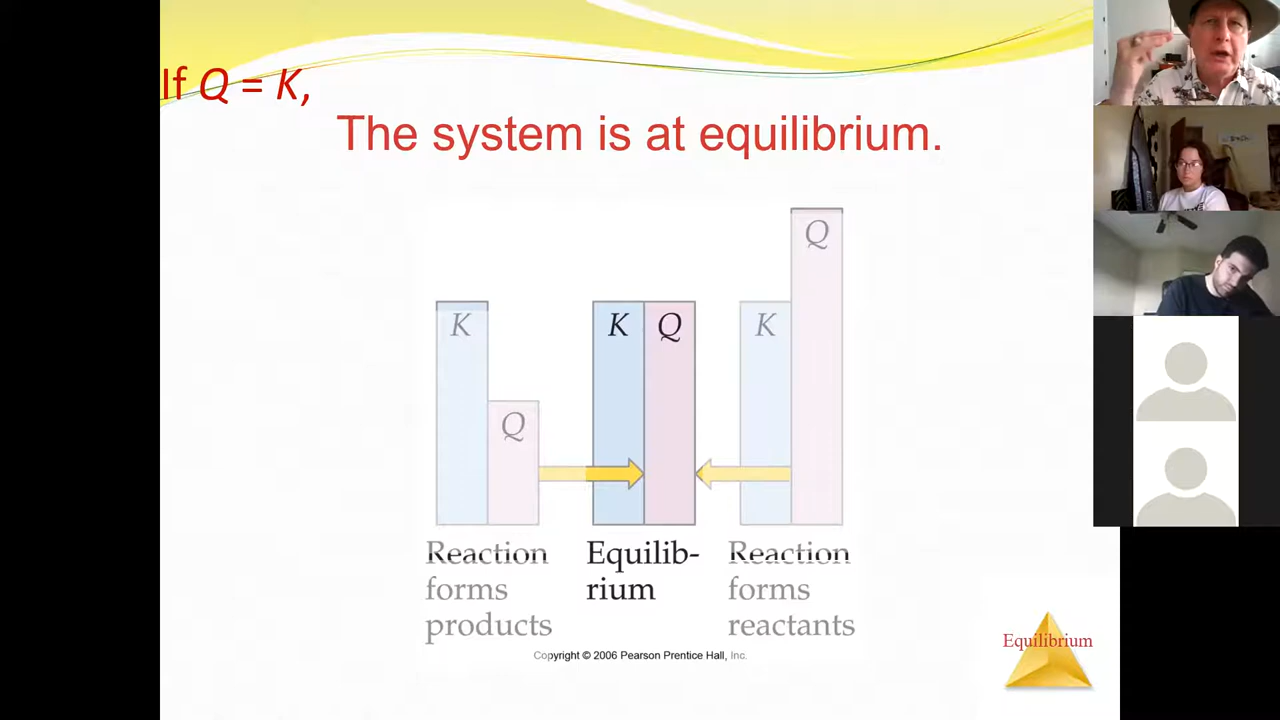 If Q = K,
The system is at equilibrium.
Q
K
K Q
K
Q
Reaction
forms
products
Equilib-
rium
Reaction
forms
reactants
Copyright © 2006 Pearson Prentice Hall, Inc.
Equilibrium